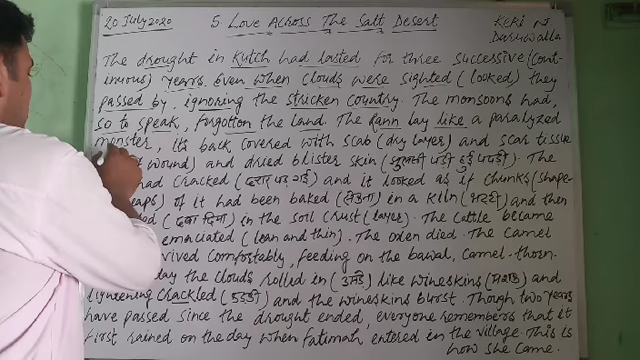 20 July 2020 5. Love Across The Salt Desert Keki N Daruwalla
The drought in Kutch had lasted for three successive (cont-
inuous) years. Even when clouds were sighted (looked) they
passed by, ignoring the stricken country. The monsoons had,
so to speak, forgotten the land. The rann lay like a paralyzed
monster, its back covered with scab (dry layer) and scar tissue
wound) and dried blister skin The
had cracked (दरार पड़ गई) and it looked as if chunks (shape-
heaps) of it had been baked (सेंकना) in a kiln (भट्टी) and then
(दबा दिया) in the soil crust (layer). The cattle became
emaciated (lean and thin). The oxen died. The camel
vived comfortably, feeding on the bawal, camel-thorn.
day the clouds rolled in (उमड़े) like wineskins (मशक) and
lightening crackled and the wineskins burst. Though two years
have passed since the drought ended, everyone remembers that it
first rained on the day when fatimah entered in the village. This is
how she came.